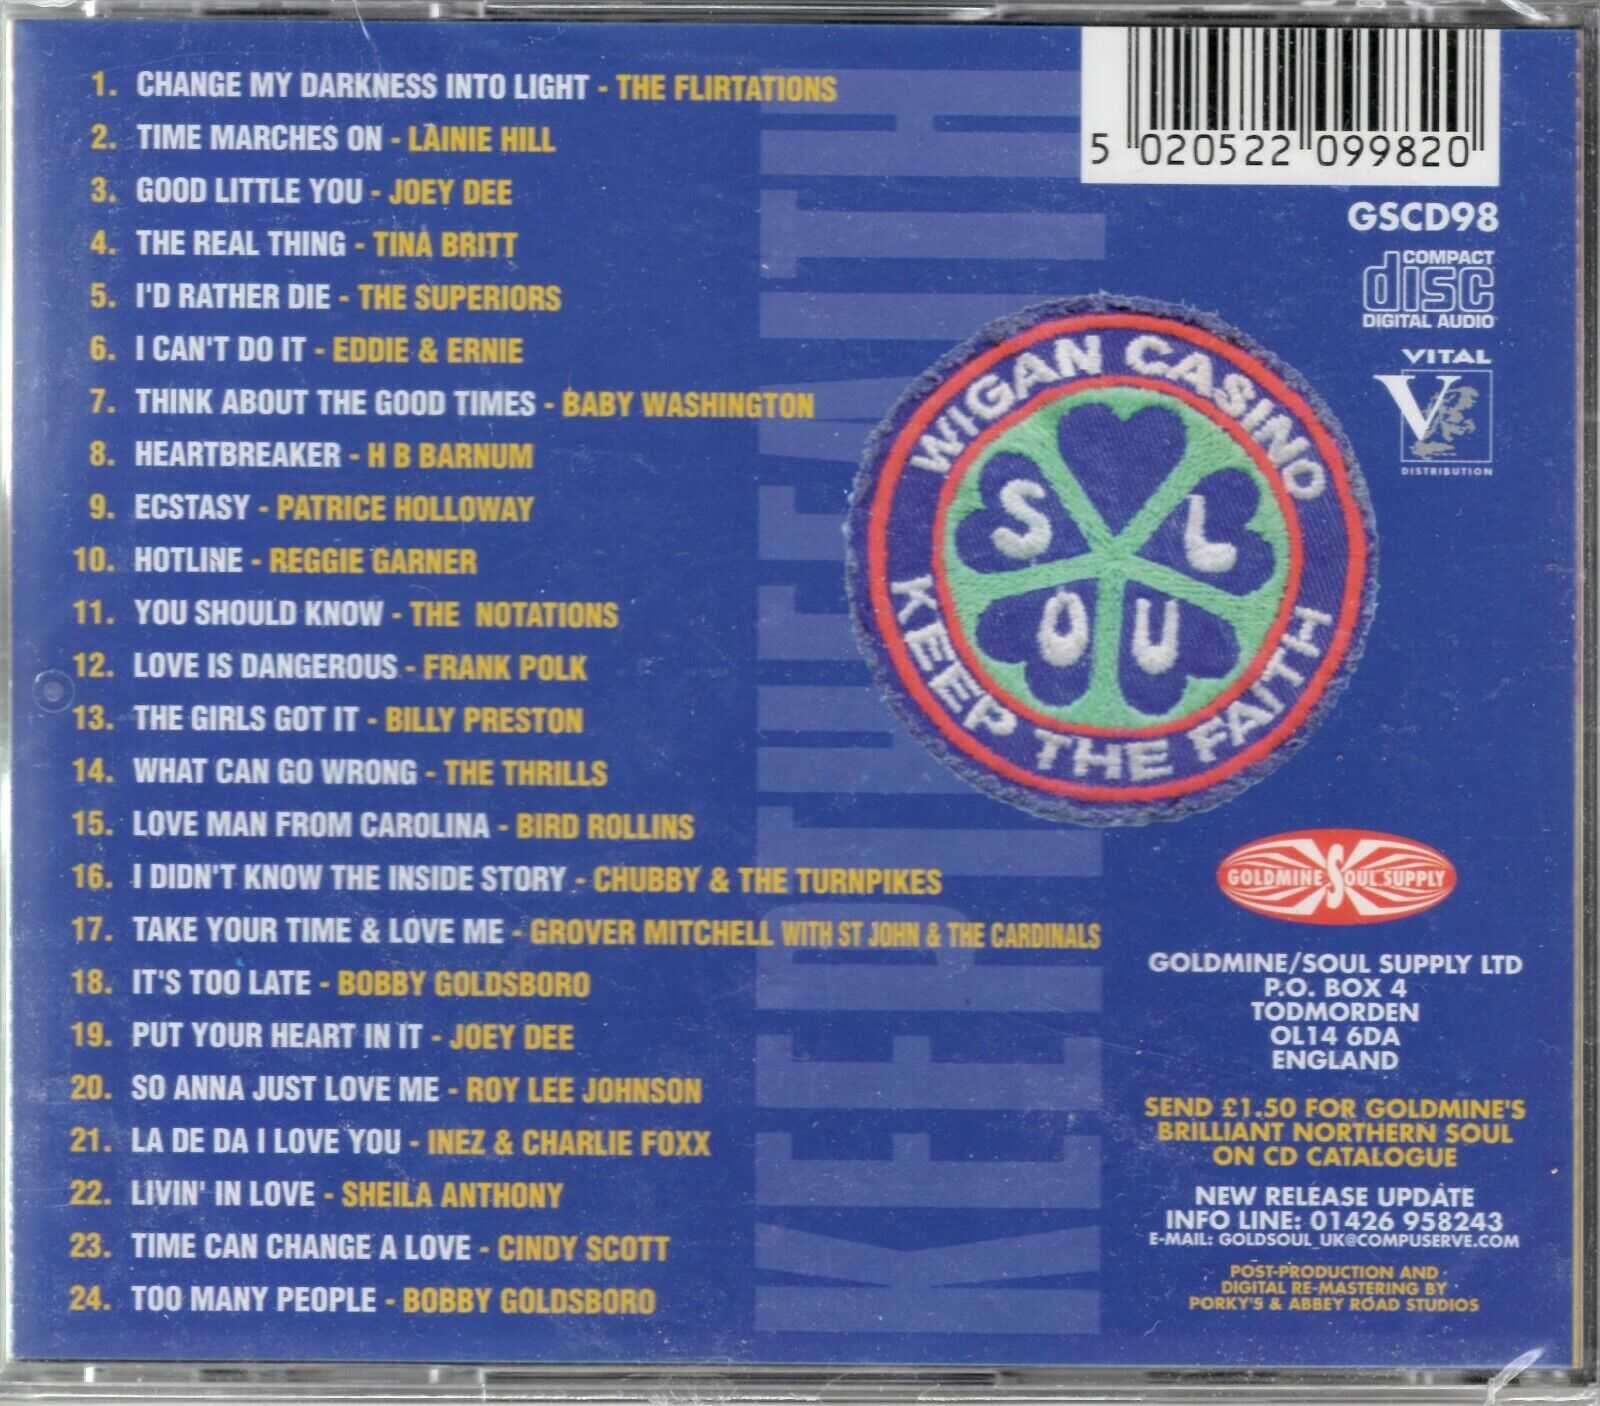 1. CHANGE MY DARKNESS INTO LIGHT - THE FLIRTATIONS
2. TIME MARCHES ON - LAINIE HILL
3. GOOD LITTLE YOU - JOEY DEE
4. THE REAL THING - TINA BRITT
5. I'D RATHER DIE - THE SUPERIORS
6. I CAN'T DO IT - EDDIE & ERNIE
7. THINK ABOUT THE GOOD TIMES - BABY WASHINGTON
8. HEARTBREAKER - H B BARNUM
9. ECSTASY - PATRICE HOLLOWAY
10. HOTLINE - REGGIE GARNER
11. YOU SHOULD KNOW - THE NOTATIONS
12. LOVE IS DANGEROUS - FRANK POLK
13. THE GIRLS GOT IT - BILLY PRESTON
14. WHAT CAN GO WRONG - THE THRILLS
15. LOVE MAN FROM CAROLINA - BIRD ROLLINS
16. I DIDN'T KNOW THE INSIDE STORY - CHUBBY & THE TURNPIKES
17. TAKE YOUR TIME & LOVE ME - GROVER MITCHELL WITH ST JOHN & THE CARDINALS
18. IT'S TOO LATE - BOBBY GOLDSBORO
19. PUT YOUR HEART IN IT - JOEY DEE
20. SO ANNA JUST LOVE ME - ROY LEE JOHNSON
21. LA DE DA I LOVE YOU - INEZ & CHARLIE FOXX
22. LIVIN' IN LOVE - SHEILA ANTHONY
23. TIME CAN CHANGE A LOVE - CINDY SCOTT
24. TOO MANY PEOPLE - BOBBY GOLDSBORO
KEEP THE FAITH
5 020522 099820
GSCD98
COMPACT
disc
DIGITAL AUDIO
VITAL
V
DISTRIBUTION
WIGAN CASINO
SOUL
KEEP THE FAITH
GOLDMINE SOUL SUPPLY
GOLDMINE/SOUL SUPPLY LTD
P.O. BOX 4
TODMORDEN
OL14 6DA
ENGLAND
SEND £1.50 FOR GOLDMINE'S
BRILLIANT NORTHERN SOUL
ON CD CATALOGUE
NEW RELEASE UPDATE
INFO LINE: 01426 958243
E-MAIL: GOLDSOUL_UK@COMPUSERVE.COM
POST-PRODUCTION AND
DIGITAL RE-MASTERING BY
PORKY'S & ABBEY ROAD STUDIOS